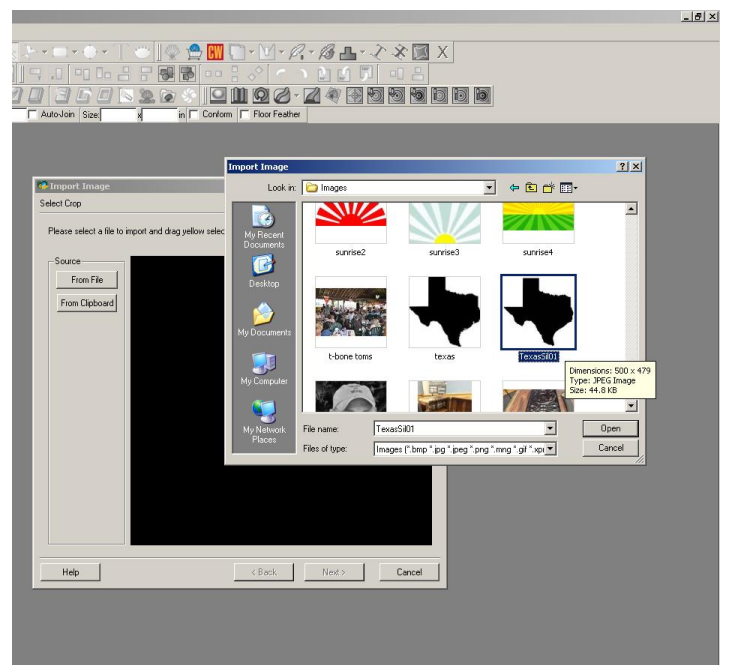 CW
X
Auto-Join Size: x in Conform Floor Feather
Import Image
Select Crop
Please select a file to import and drag yellow selec
Source
From File
From Clipboard
Help
< Back
Next >
Cancel
Import Image
Look in: Images
My Recent
Documents
Desktop
My Documents
My Computer
My Network
Places
sunrise2
sunrise3
sunrise4
t-bone toms
texas
TexasSil01
Dimensions: 500 x 479
Type: JPEG Image
Size: 44.8 KB
File name: TexasSil01
Open
Files of type: Images (*.bmp *.jpg *.jpeg *.png *.mng *.gif *.xpi
Cancel